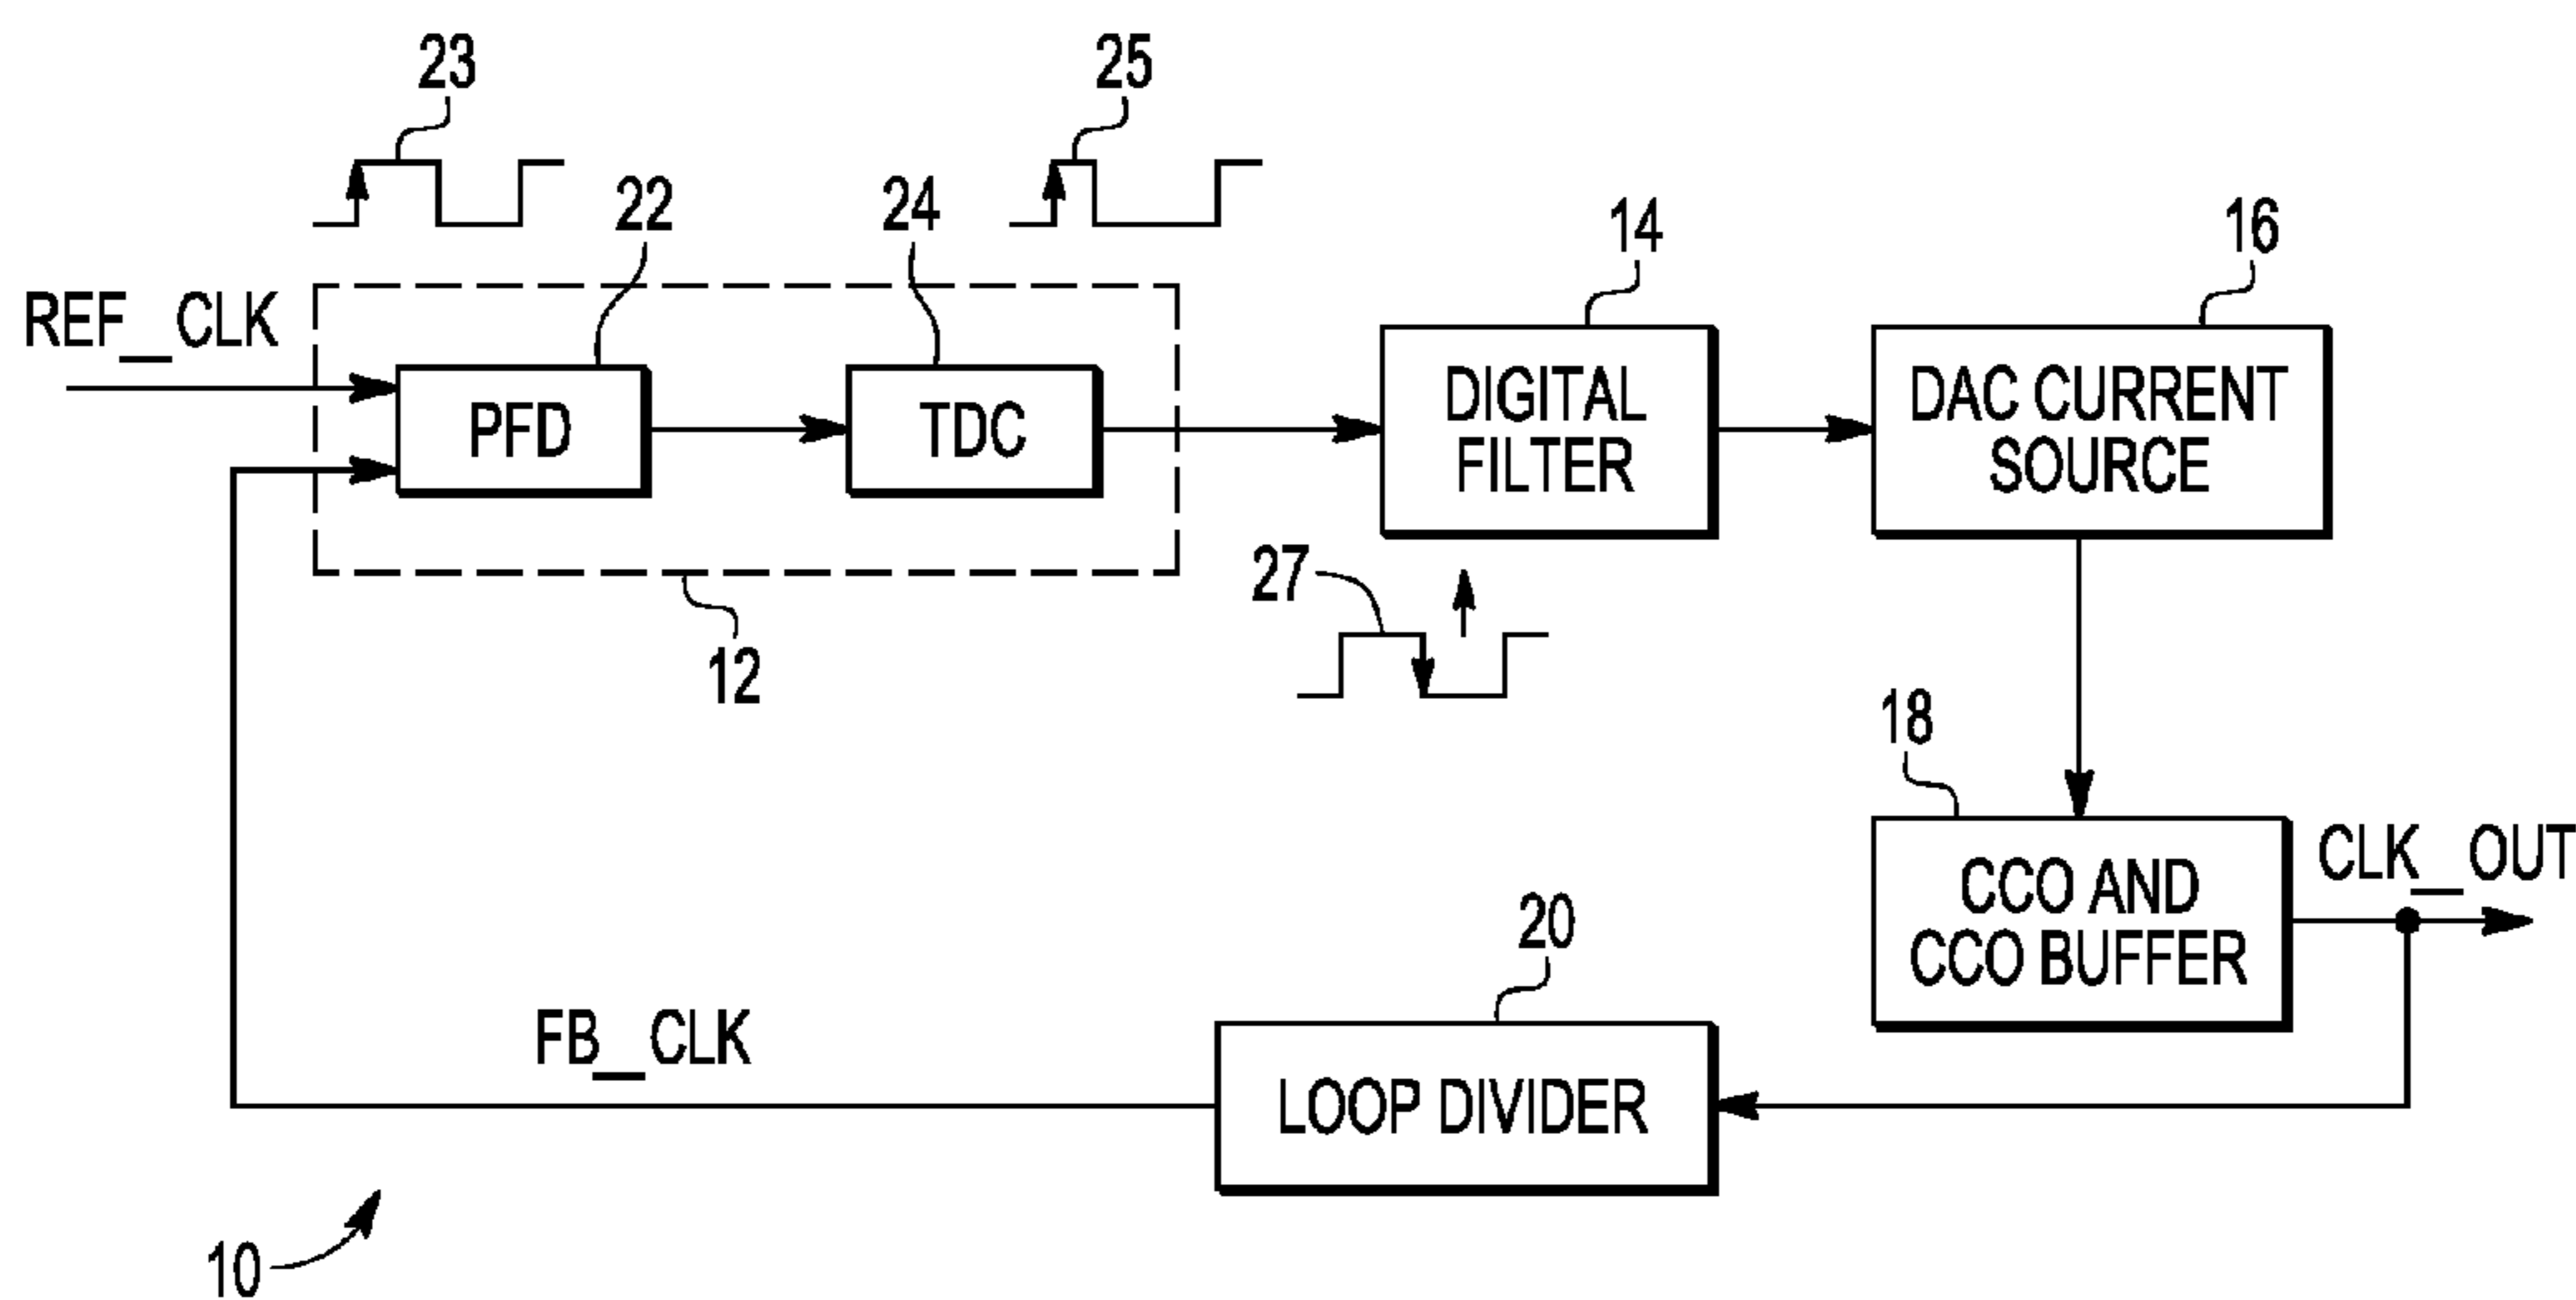 23
25
22
24
14
16
REF_CLK
PFD
TDC
DIGITAL
FILTER
DAC CURRENT
SOURCE
27
12
18
CLK_OUT
CCO AND
CCO BUFFER
20
FB_CLK
LOOP DIVIDER
10